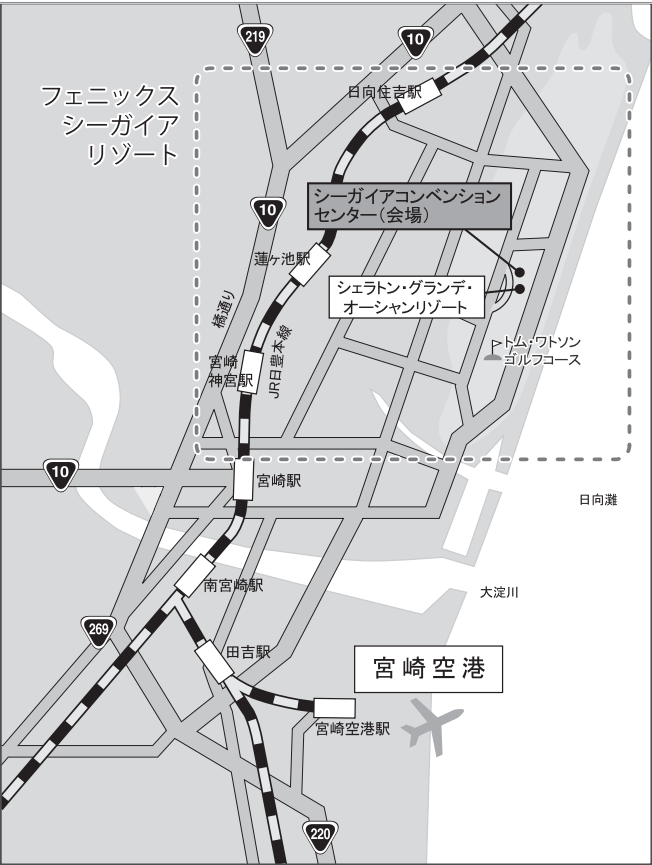 219
10
フェニックス
シーガイア
リゾート
日向住吉駅
シーガイアコンベンション
センター（会場）
10
蓮ヶ池駅
シェラトン・グランデ・
オーシャンリゾート
橘通り
JR日豊本線
トム・ワトソン
ゴルフコース
宮崎
神宮駅
10
宮崎駅
日向灘
南宮崎駅
大淀川
269
田吉駅
宮崎空港
宮崎空港駅
220